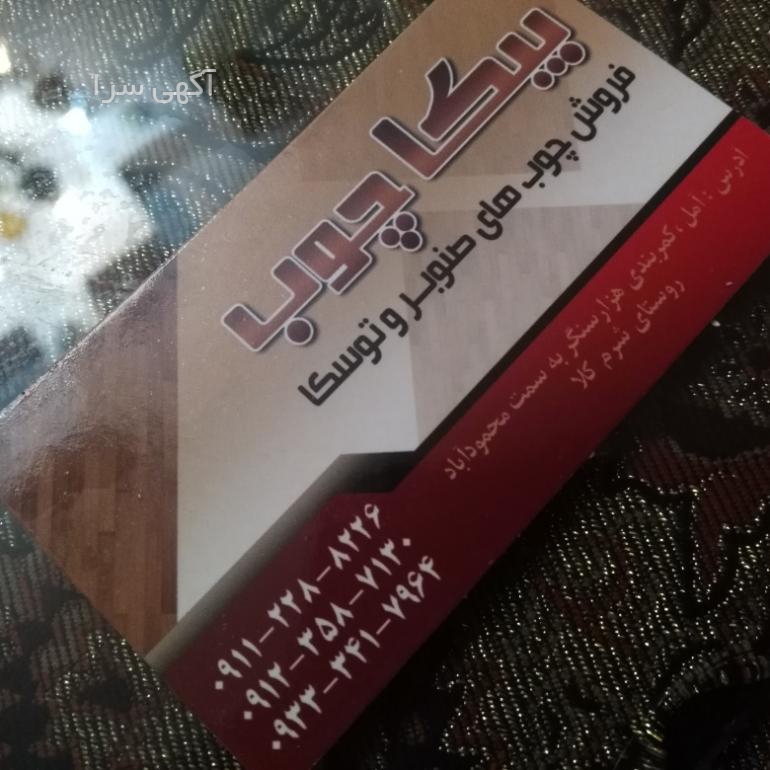 آگهی سرا
پیکا چوب
فروش چوب های صنوبر و توسکا
ادرس : آمل ، کمربندی هزارسنگر به سمت محمودآباد
روستای شرم کلا
۰۹۱۱-۲۲۸-۸۲۲۶
۰۹۱۲-۳۵۸-۷۱۳۰
۰۹۳۳-۳۴۱-۷۹۶۴